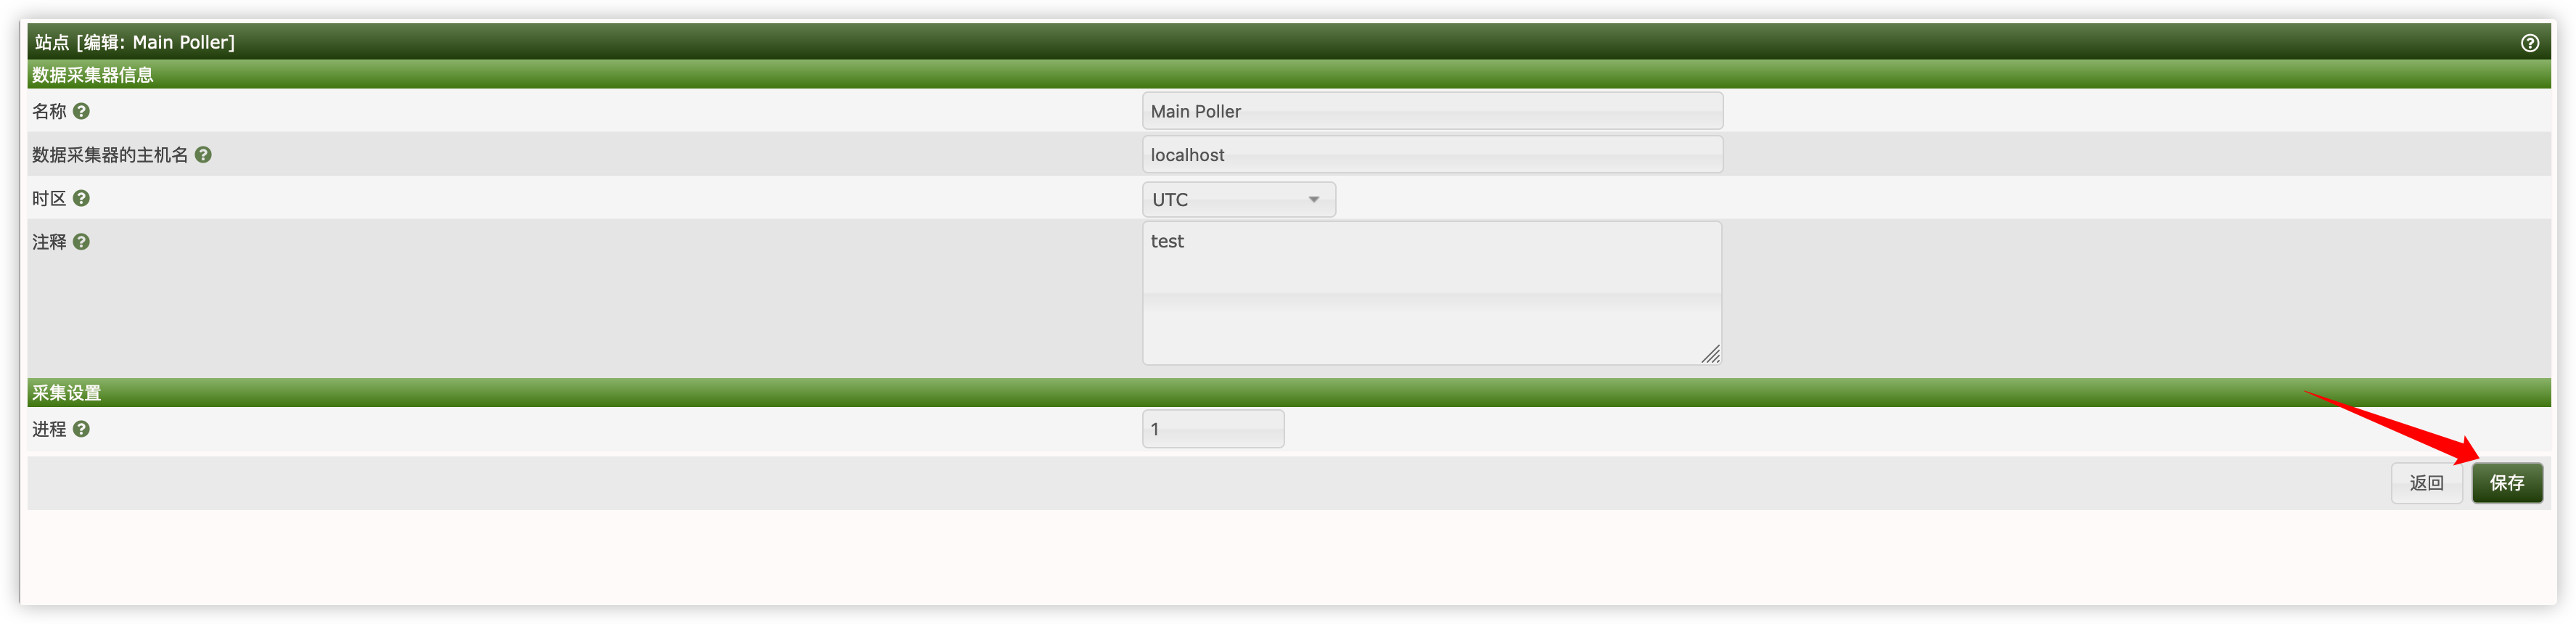 站点 [编辑: Main Poller]
数据采集器信息
名称
Main Poller
数据采集器的主机名
localhost
时区
UTC
注释
test
采集设置
进程
1
返回 保存